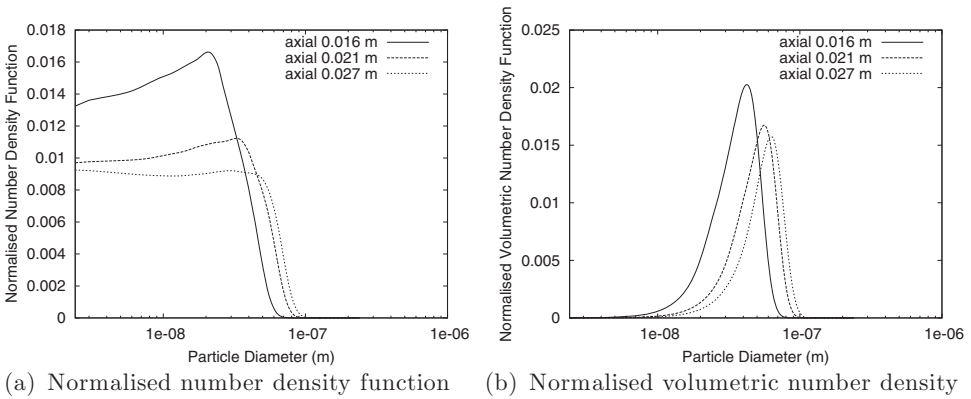 Normalised Number Density Function
0.018
0.016
0.014
0.012
0.01
0.008
0.006
0.004
0.002
0
1e-08
1e-07
1e-06
Particle Diameter (m)
axial 0.016 m
axial 0.021 m
axial 0.027 m
(a) Normalised number density function
Normalised Volumetric Number Density Function
0.025
0.02
0.015
0.01
0.005
0
1e-08
1e-07
1e-06
Particle Diameter (m)
axial 0.016 m
axial 0.021 m
axial 0.027 m
(b) Normalised volumetric number density